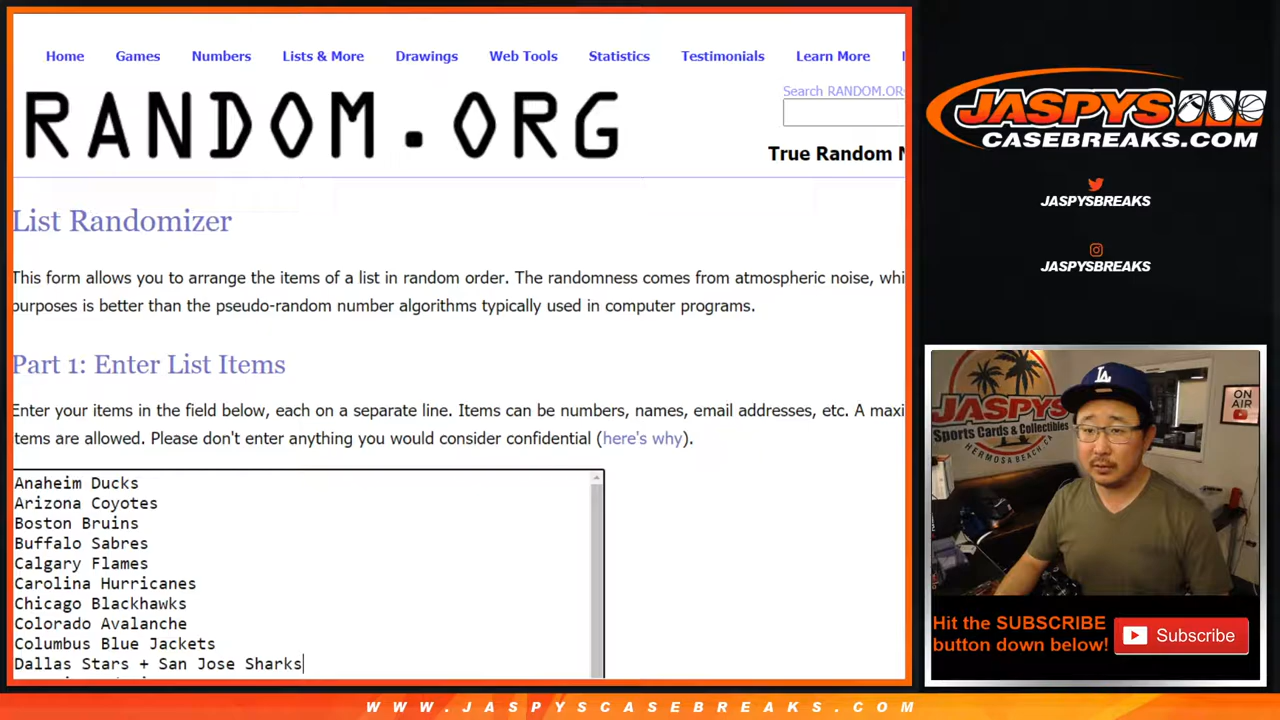 Home Games Numbers Lists & More Drawings Web Tools Statistics Testimonials Learn More
RANDOM.ORG
Search RANDOM.OR
True Random
List Randomizer
This form allows you to arrange the items of a list in random order. The randomness comes from atmospheric noise, whi
purposes is better than the pseudo-random number algorithms typically used in computer programs.
Part 1: Enter List Items
Enter your items in the field below, each on a separate line. Items can be numbers, names, email addresses, etc. A maxi
items are allowed. Please don't enter anything you would consider confidential (here's why).
Anaheim Ducks
Arizona Coyotes
Boston Bruins
Buffalo Sabres
Calgary Flames
Carolina Hurricanes
Chicago Blackhawks
Colorado Avalanche
Columbus Blue Jackets
Dallas Stars + San Jose Sharks
JASPYS
CASEBREAKS.COM
JASPYSBREAKS
JASPYSBREAKS
JASPYS
Sports Cards & Collectibles
HERMOSA BEACH, CA
LA
ON
AIR
Hit the SUBSCRIBE
button down below!
Subscribe
WWW.JASPYSCASEBREAKS.COM